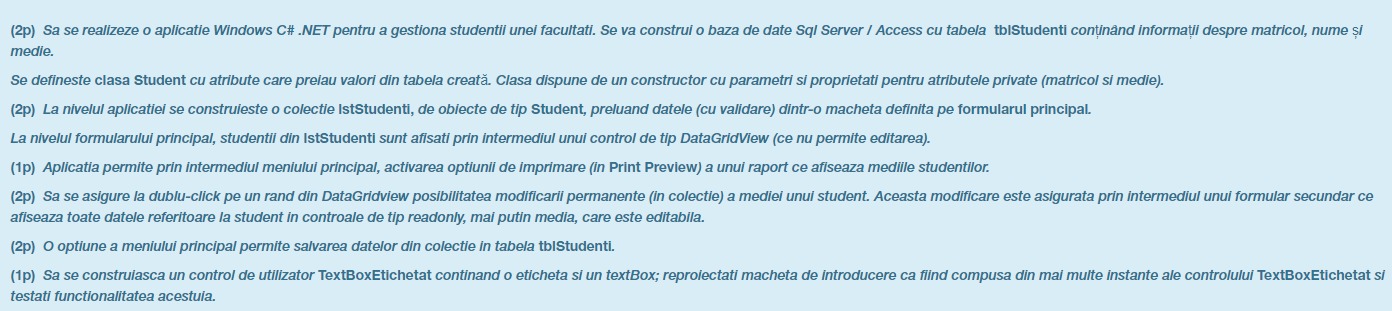 (2p) Sa se realizeze o aplicatie Windows C# .NET pentru a gestiona studentii unei facultati. Se va construi o baza de date Sql Server / Access cu tabela tblStudenti conținând informații despre matricol, nume și
medie.
Se defineste clasa Student cu atribute care preiau valori din tabela creată. Clasa dispune de un constructor cu parametri si proprietati pentru atributele private (matricol si medie).
(2p) La nivelul aplicatiei se construieste o colectie lstStudenti, de obiecte de tip Student, preluand datele (cu validare) dintr-o macheta definita pe formularul principal.
La nivelul formularului principal, studentii din lstStudenti sunt afisati prin intermediul unui control de tip DataGridView (ce nu permite editarea).
(1p) Aplicatia permite prin intermediul meniului principal, activarea optiunii de imprimare (in Print Preview) a unui raport ce afiseaza mediile studentilor.
(2p) Sa se asigure la dublu-click pe un rand din DataGridview posibilitatea modificarii permanente (in colectie) a mediei unui student. Aceasta modificare este asigurata prin intermediul unui formular secundar ce
afiseaza toate datele referitoare la student in controale de tip readonly, mai putin media, care este editabila.
(2p) O optiune a meniului principal permite salvarea datelor din colectie in tabela tblStudenti.
(1p) Sa se construiasca un control de utilizator TextBoxEtichetat continand o eticheta si un textBox; reproiectati macheta de introducere ca fiind compusa din mai multe instante ale controlului TextBoxEtichetat si
testati functionalitatea acestuia.